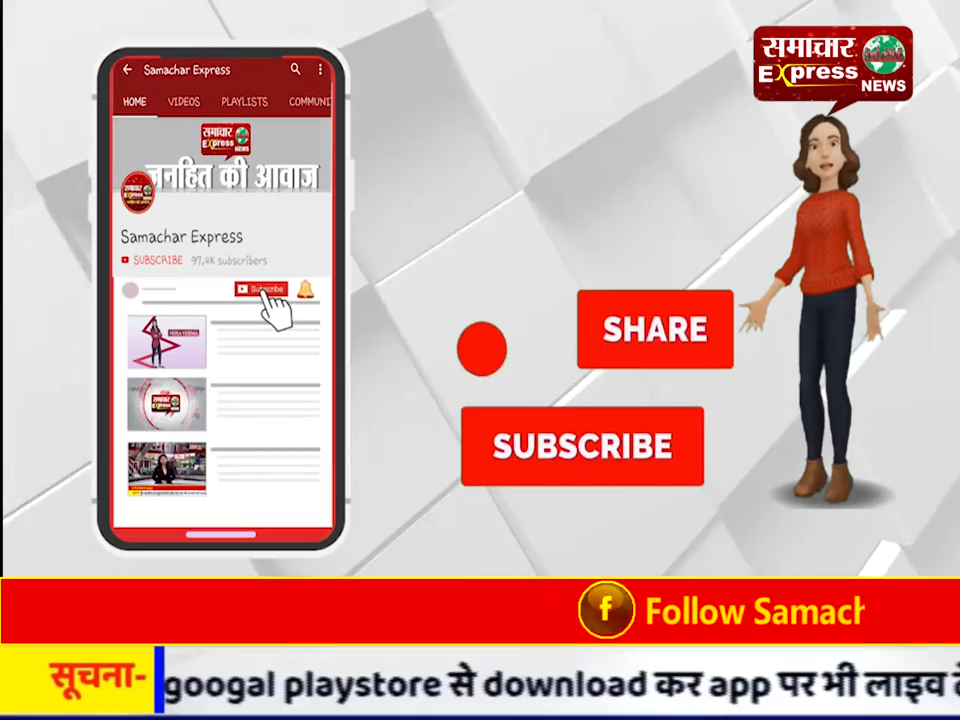 समाचार
Express
NEWS
Samachar Express
HOME VIDEOS PLAYLISTS COMMUNI
समाचार
Express
NEWS
जनहित की आवाज
Samachar Express
SUBSCRIBE 97.4K subscribers
Subscribe
SHARE
SUBSCRIBE
f Follow Samach
सूचना- googal playstore से download कर app पर भी लाइव